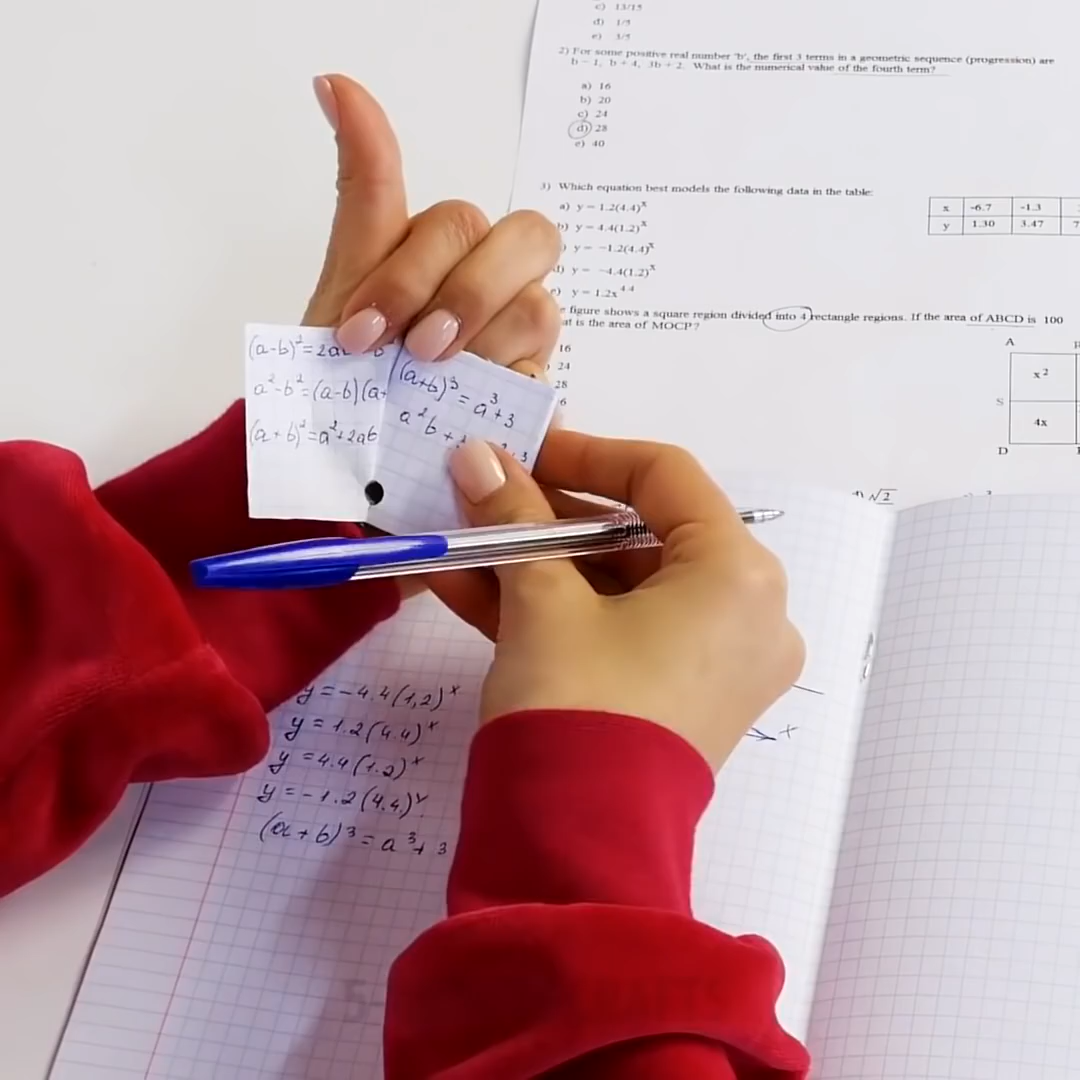 c) 13/15
d) 1/5
e) 3/5
2) For some positive real number 'b', the first 3 terms in a geometric sequence (progression) are
b − 1, b + 4, 3b + 2. What is the numerical value of the fourth term?
a) 16
b) 20
c) 24
d) 28
e) 40
3) Which equation best models the following data in the table:
a) y = 1.2(4.4)^x
b) y = 4.4(1.2)^x
) y = −1.2(4.4)^x
d) y = −4.4(1.2)^x
e) y = 1.2x^4.4
x -6.7 -1.3
y 1.30 3.47 7
e figure shows a square region divided into 4 rectangle regions. If the area of ABCD is 100
at is the area of MOCP?
16
24
28
6
A
x²
S
4x
D
√2
(a-b)²=2a
a²-b²=(a-b)(a+
(a+b)²=a²+2ab
(a+b)³=a³+3
a²b+
y=-4.4(1,2)^x
y=1.2(4.4)^x
y=4.4(1.2)^x
y=-1.2(4.4)^x
(a+b)³=a³+3
x